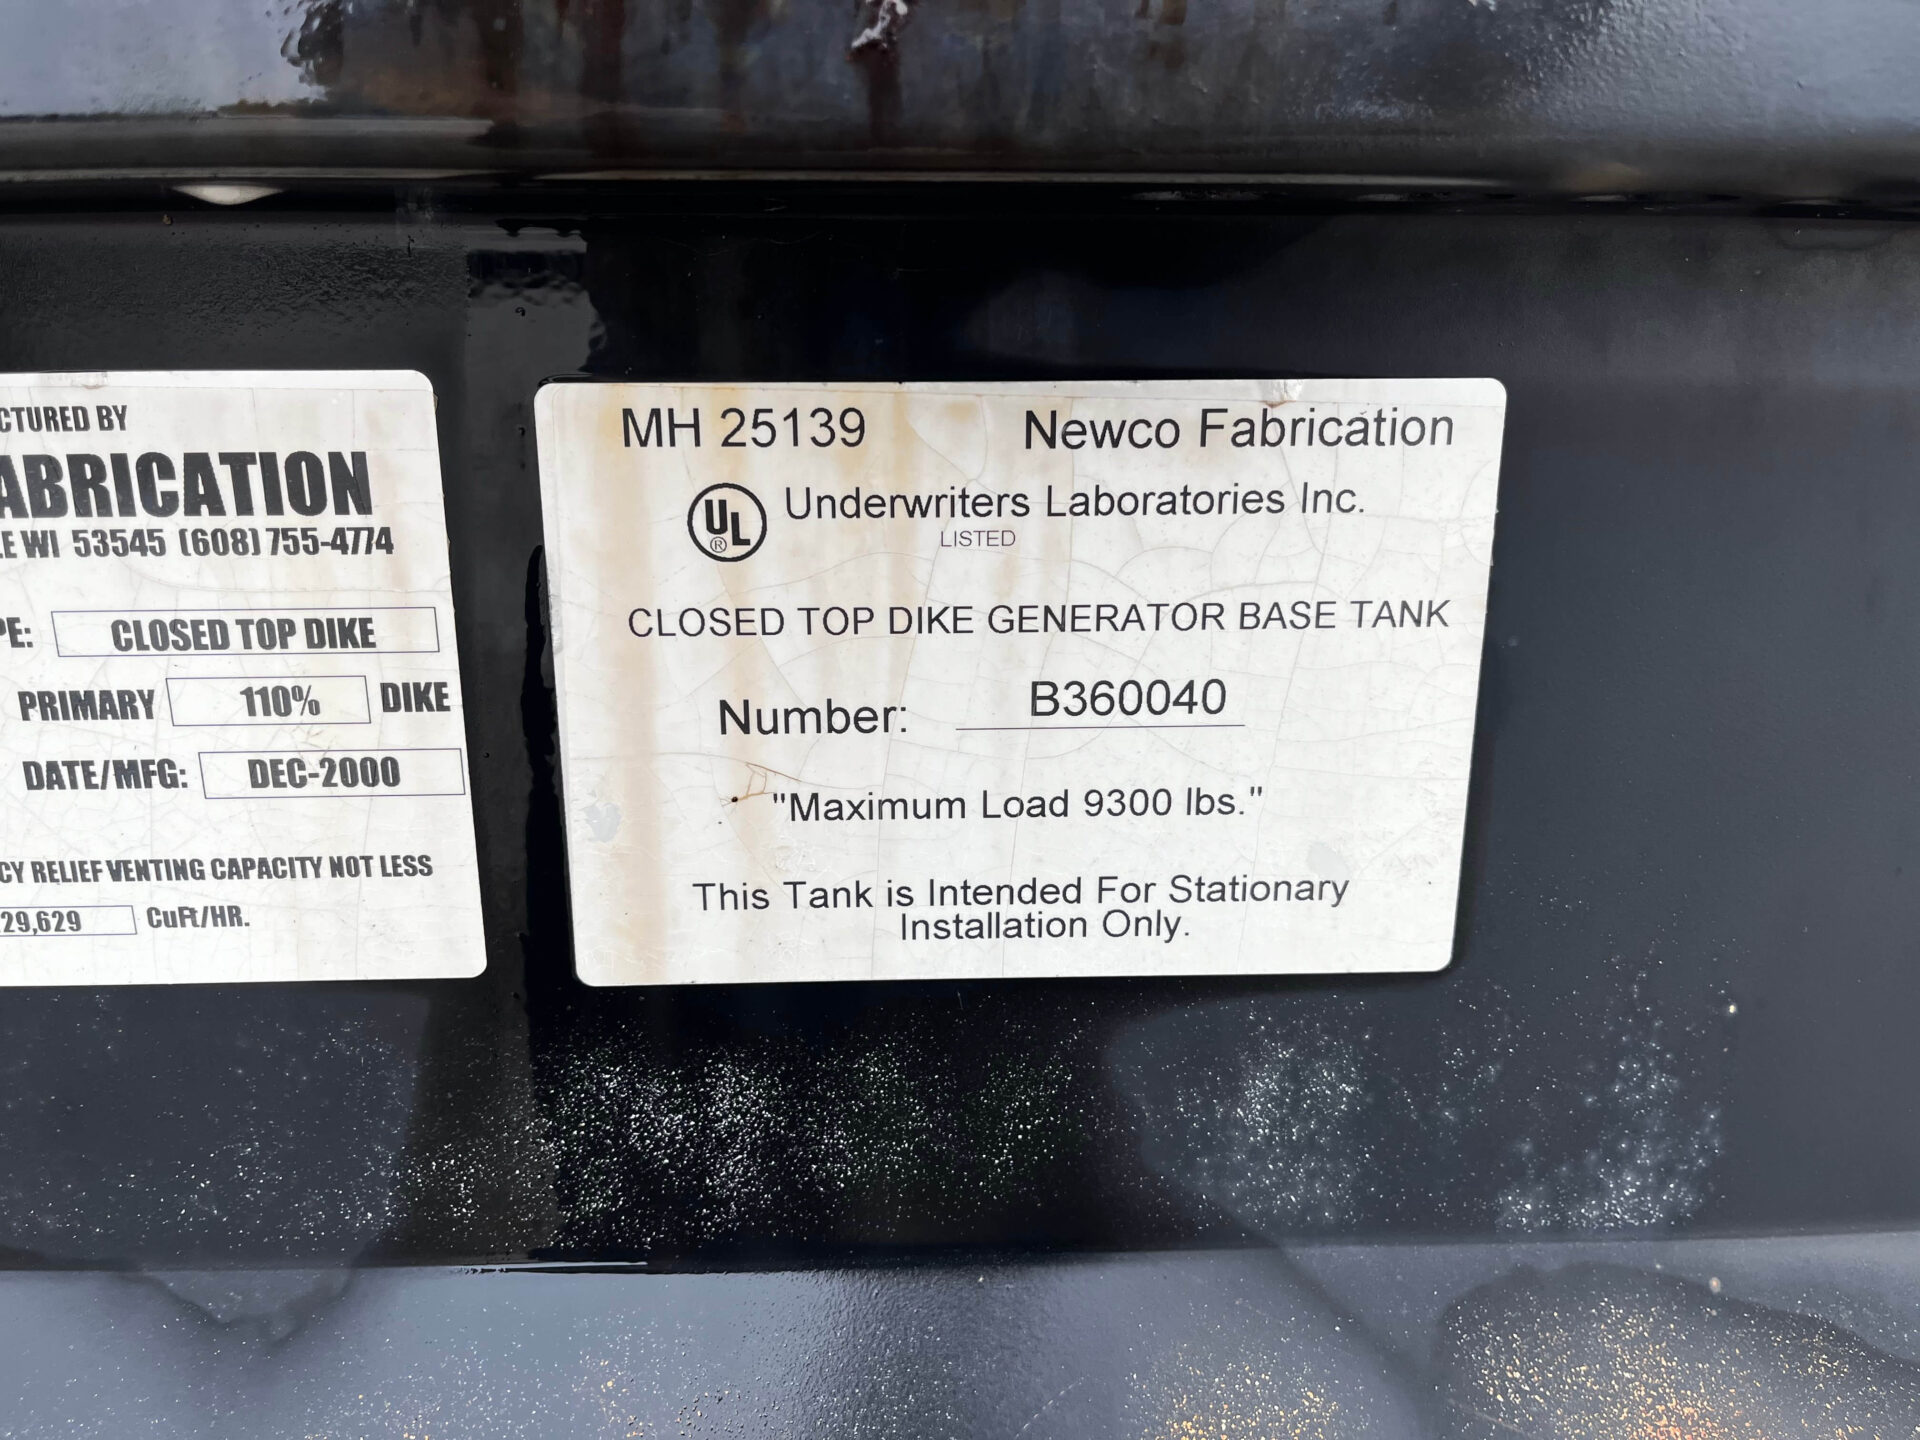 CTURED BY
ABRICATION
LE WI 53545 (608) 755-4774
PE: CLOSED TOP DIKE
PRIMARY 110% DIKE
DATE/MFG: DEC-2000
CY RELIEF VENTING CAPACITY NOT LESS
29,629 CuFt/HR.
MH 25139 Newco Fabrication
UL ® Underwriters Laboratories Inc.
LISTED
CLOSED TOP DIKE GENERATOR BASE TANK
Number: B360040
"Maximum Load 9300 lbs."
This Tank is Intended For Stationary
Installation Only.